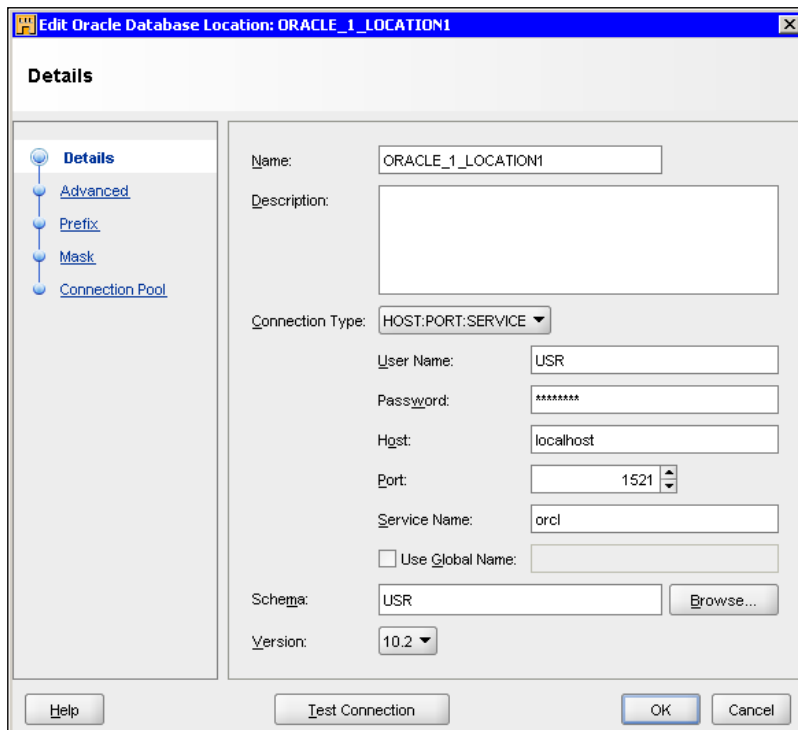 Edit Oracle Database Location: ORACLE_1_LOCATION1
Details
Details
Advanced
Prefix
Mask
Connection Pool
Name: ORACLE_1_LOCATION1
Description:
Connection Type: HOST:PORT:SERVICE
User Name: USR
Password: ********
Host: localhost
Port: 1521
Service Name: orcl
Use Global Name:
Schema: USR Browse...
Version: 10.2
Help Test Connection OK Cancel